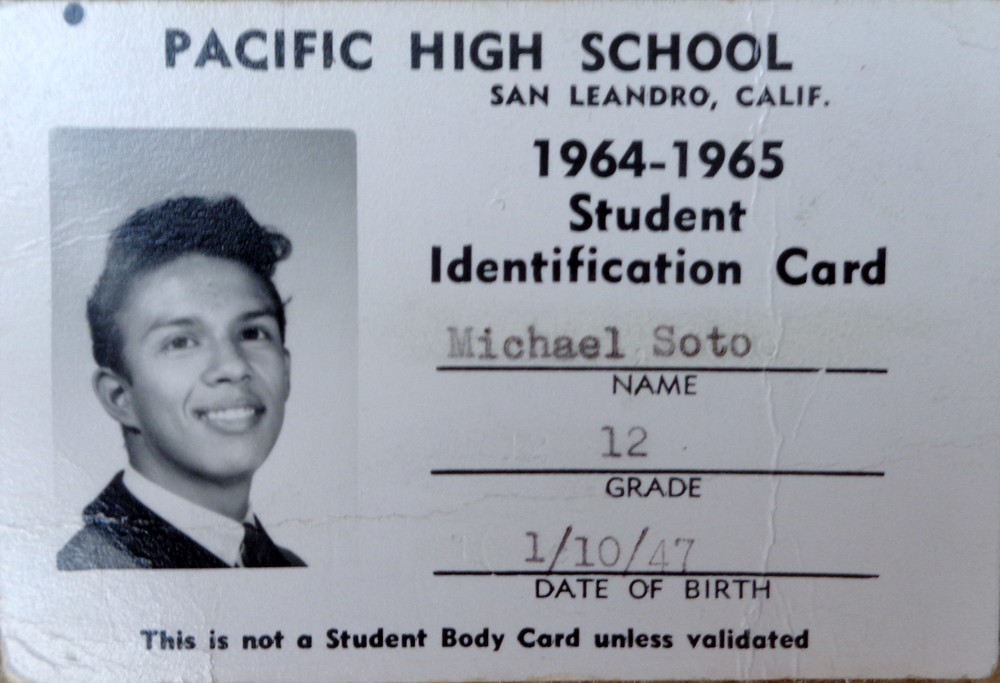 PACIFIC HIGH SCHOOL
SAN LEANDRO, CALIF.
1964-1965
Student
Identification Card
Michael Soto
NAME
12
GRADE
1/10/47
DATE OF BIRTH
This is not a Student Body Card unless validated